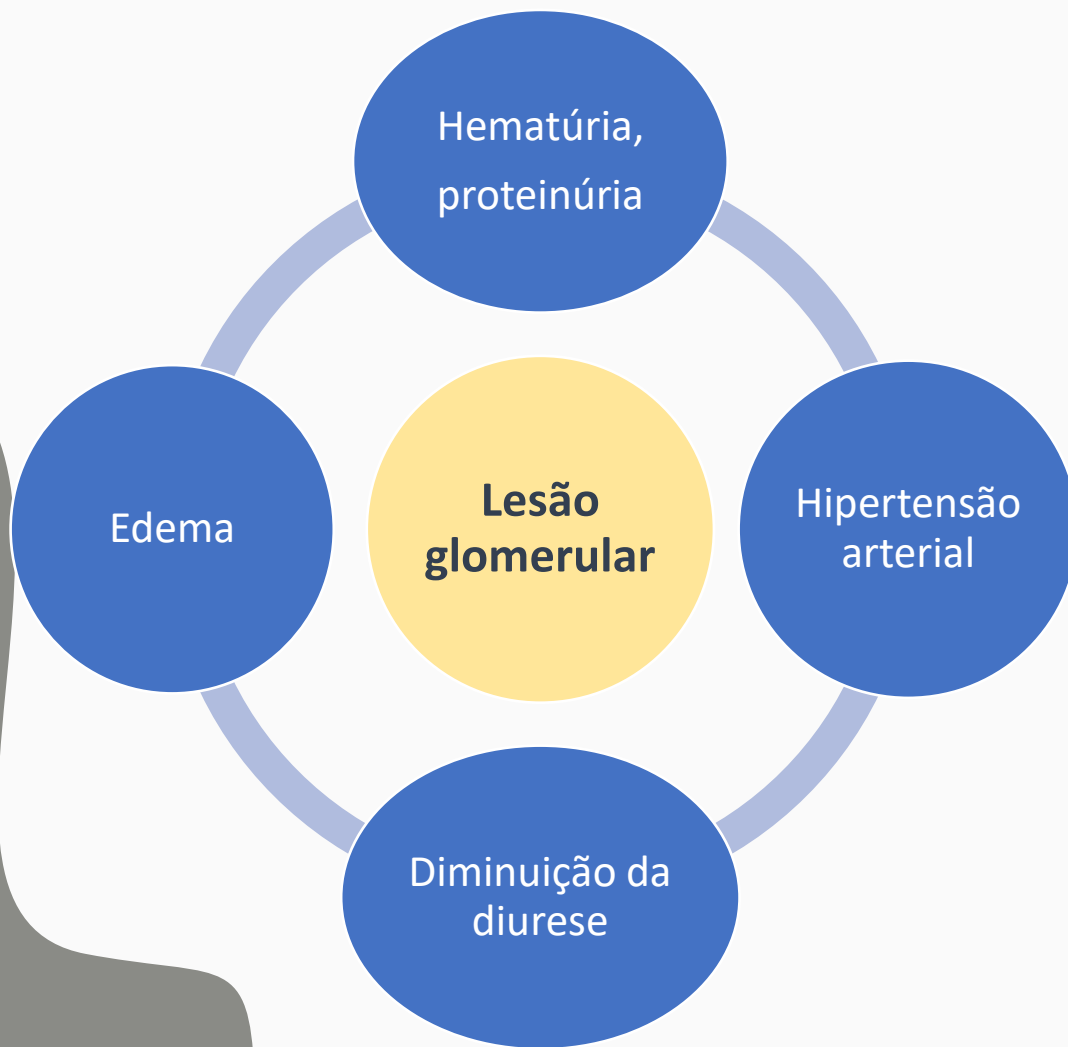 Hematúria,
proteinúria
Edema
Lesão
glomerular
Hipertensão
arterial
Diminuição da
diurese